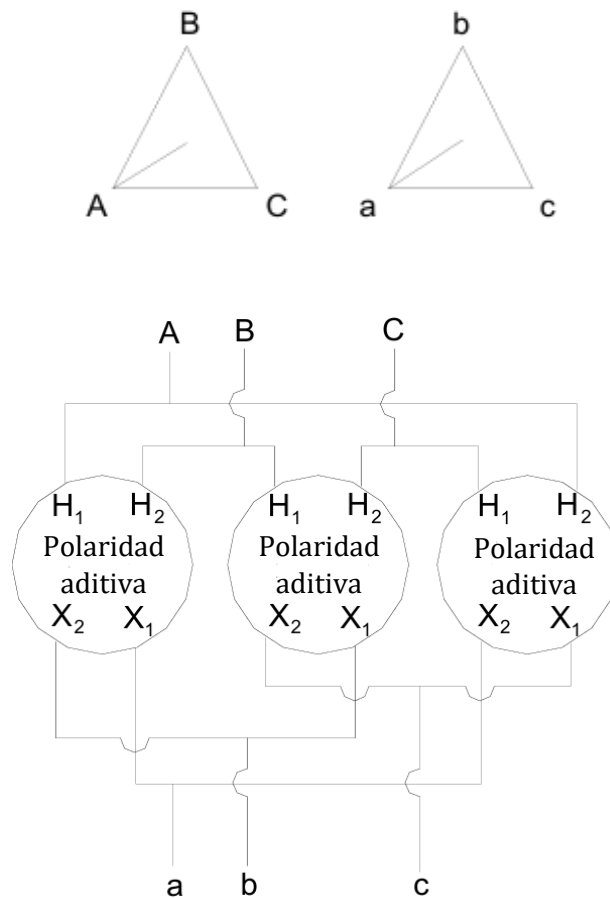 B b
A C a c
A B C
H₁ H₂ H₁ H₂ H₁ H₂
Polaridad Polaridad Polaridad
aditiva aditiva aditiva
X₂ X₁ X₂ X₁ X₂ X₁
a b c